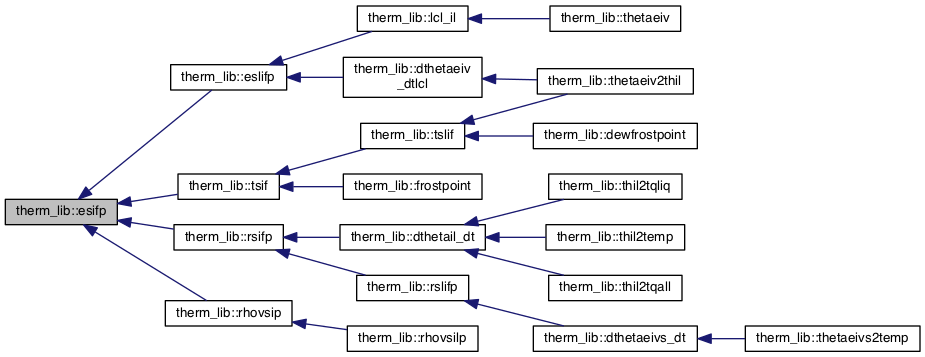 therm_lib::lcl_il
therm_lib::thetaeiv
therm_lib::eslifp
therm_lib::dthetaeiv
_dtlcl
therm_lib::thetaeiv2thil
therm_lib::tslif
therm_lib::dewfrostpoint
therm_lib::tsif
therm_lib::frostpoint
therm_lib::thil2tqliq
therm_lib::esifp
therm_lib::rsifp
therm_lib::dthetail_dt
therm_lib::thil2temp
therm_lib::rslifp
therm_lib::thil2tqall
therm_lib::rhovsip
therm_lib::rhovsilp
therm_lib::dthetaeivs_dt
therm_lib::thetaeivs2temp